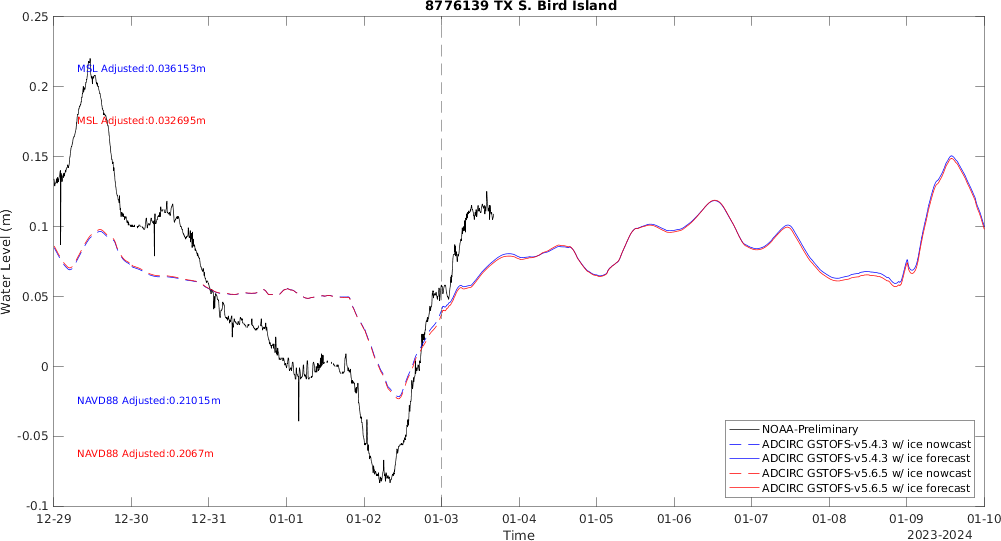 8776139 TX S. Bird Island
0.25
0.2
0.15
0.1
0.05
0
-0.05
-0.1
Water Level (m)
MSL Adjusted:0.036153m
MSL Adjusted:0.032695m
NAVD88 Adjusted:0.21015m
NAVD88 Adjusted:0.2067m
NOAA-Preliminary
ADCIRC GSTOFS-v5.4.3 w/ ice nowcast
ADCIRC GSTOFS-v5.4.3 w/ ice forecast
ADCIRC GSTOFS-v5.6.5 w/ ice nowcast
ADCIRC GSTOFS-v5.6.5 w/ ice forecast
12-29 12-30 12-31 01-01 01-02 01-03 01-04 01-05 01-06 01-07 01-08 01-09 01-10
Time
2023-2024